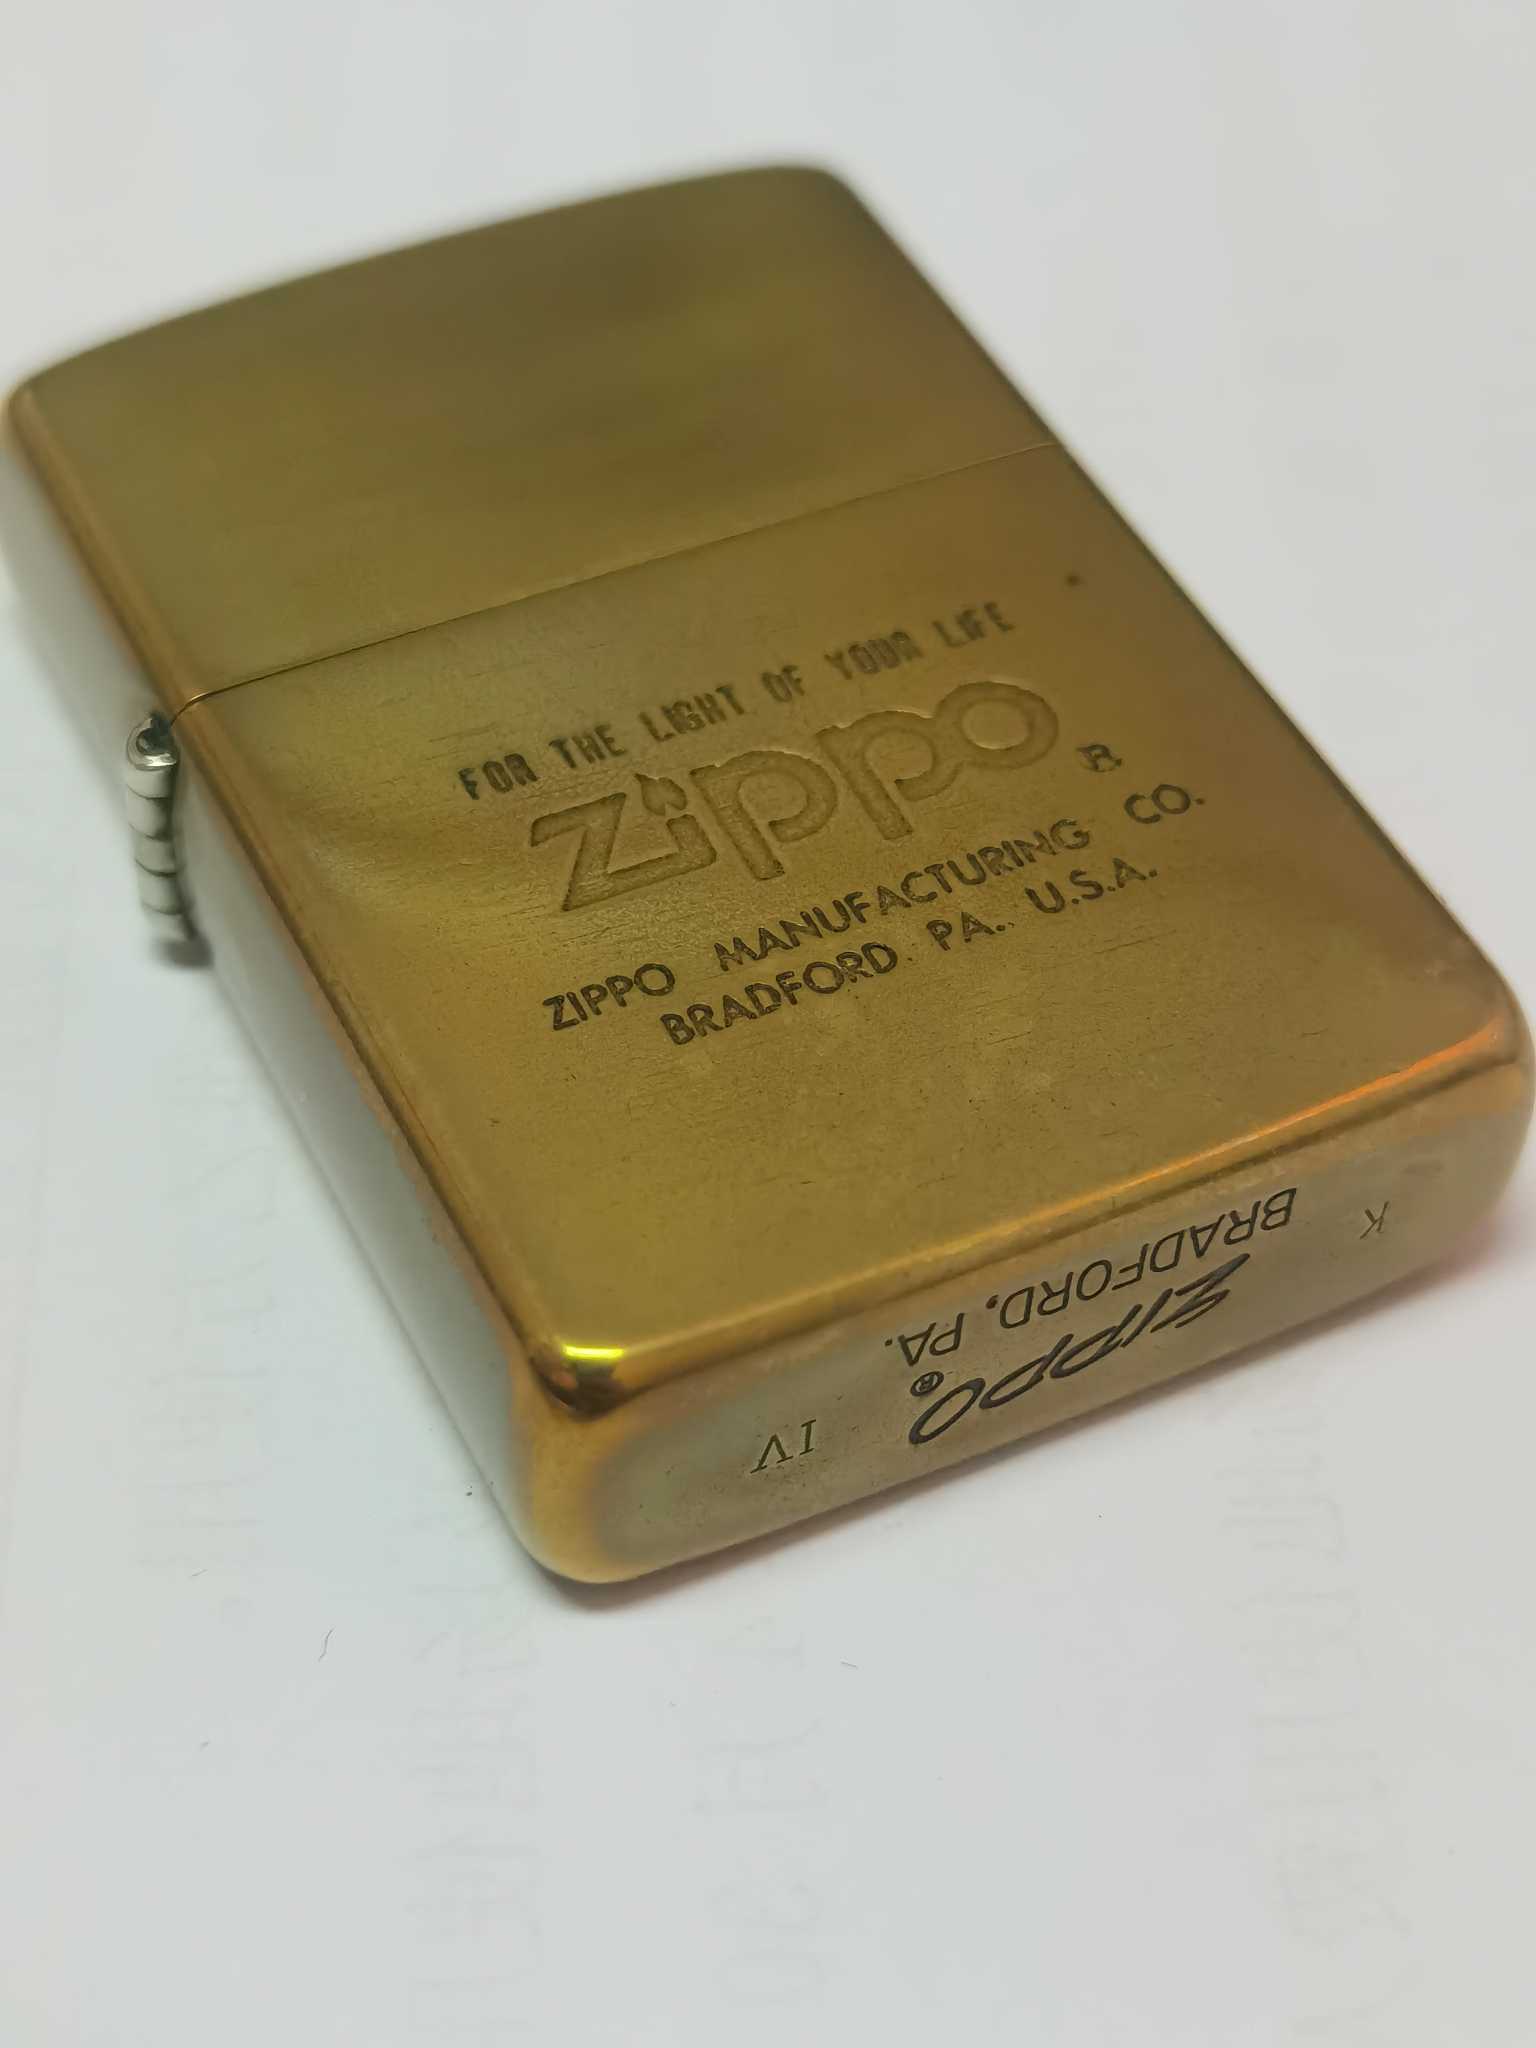 FOR THE LIGHT OF YOUR LIFE
Zippo ®
ZIPPO MANUFACTURING CO.
BRADFORD. PA. U.S.A.
K
BRADFORD, PA.
ZIPPO ®
IV